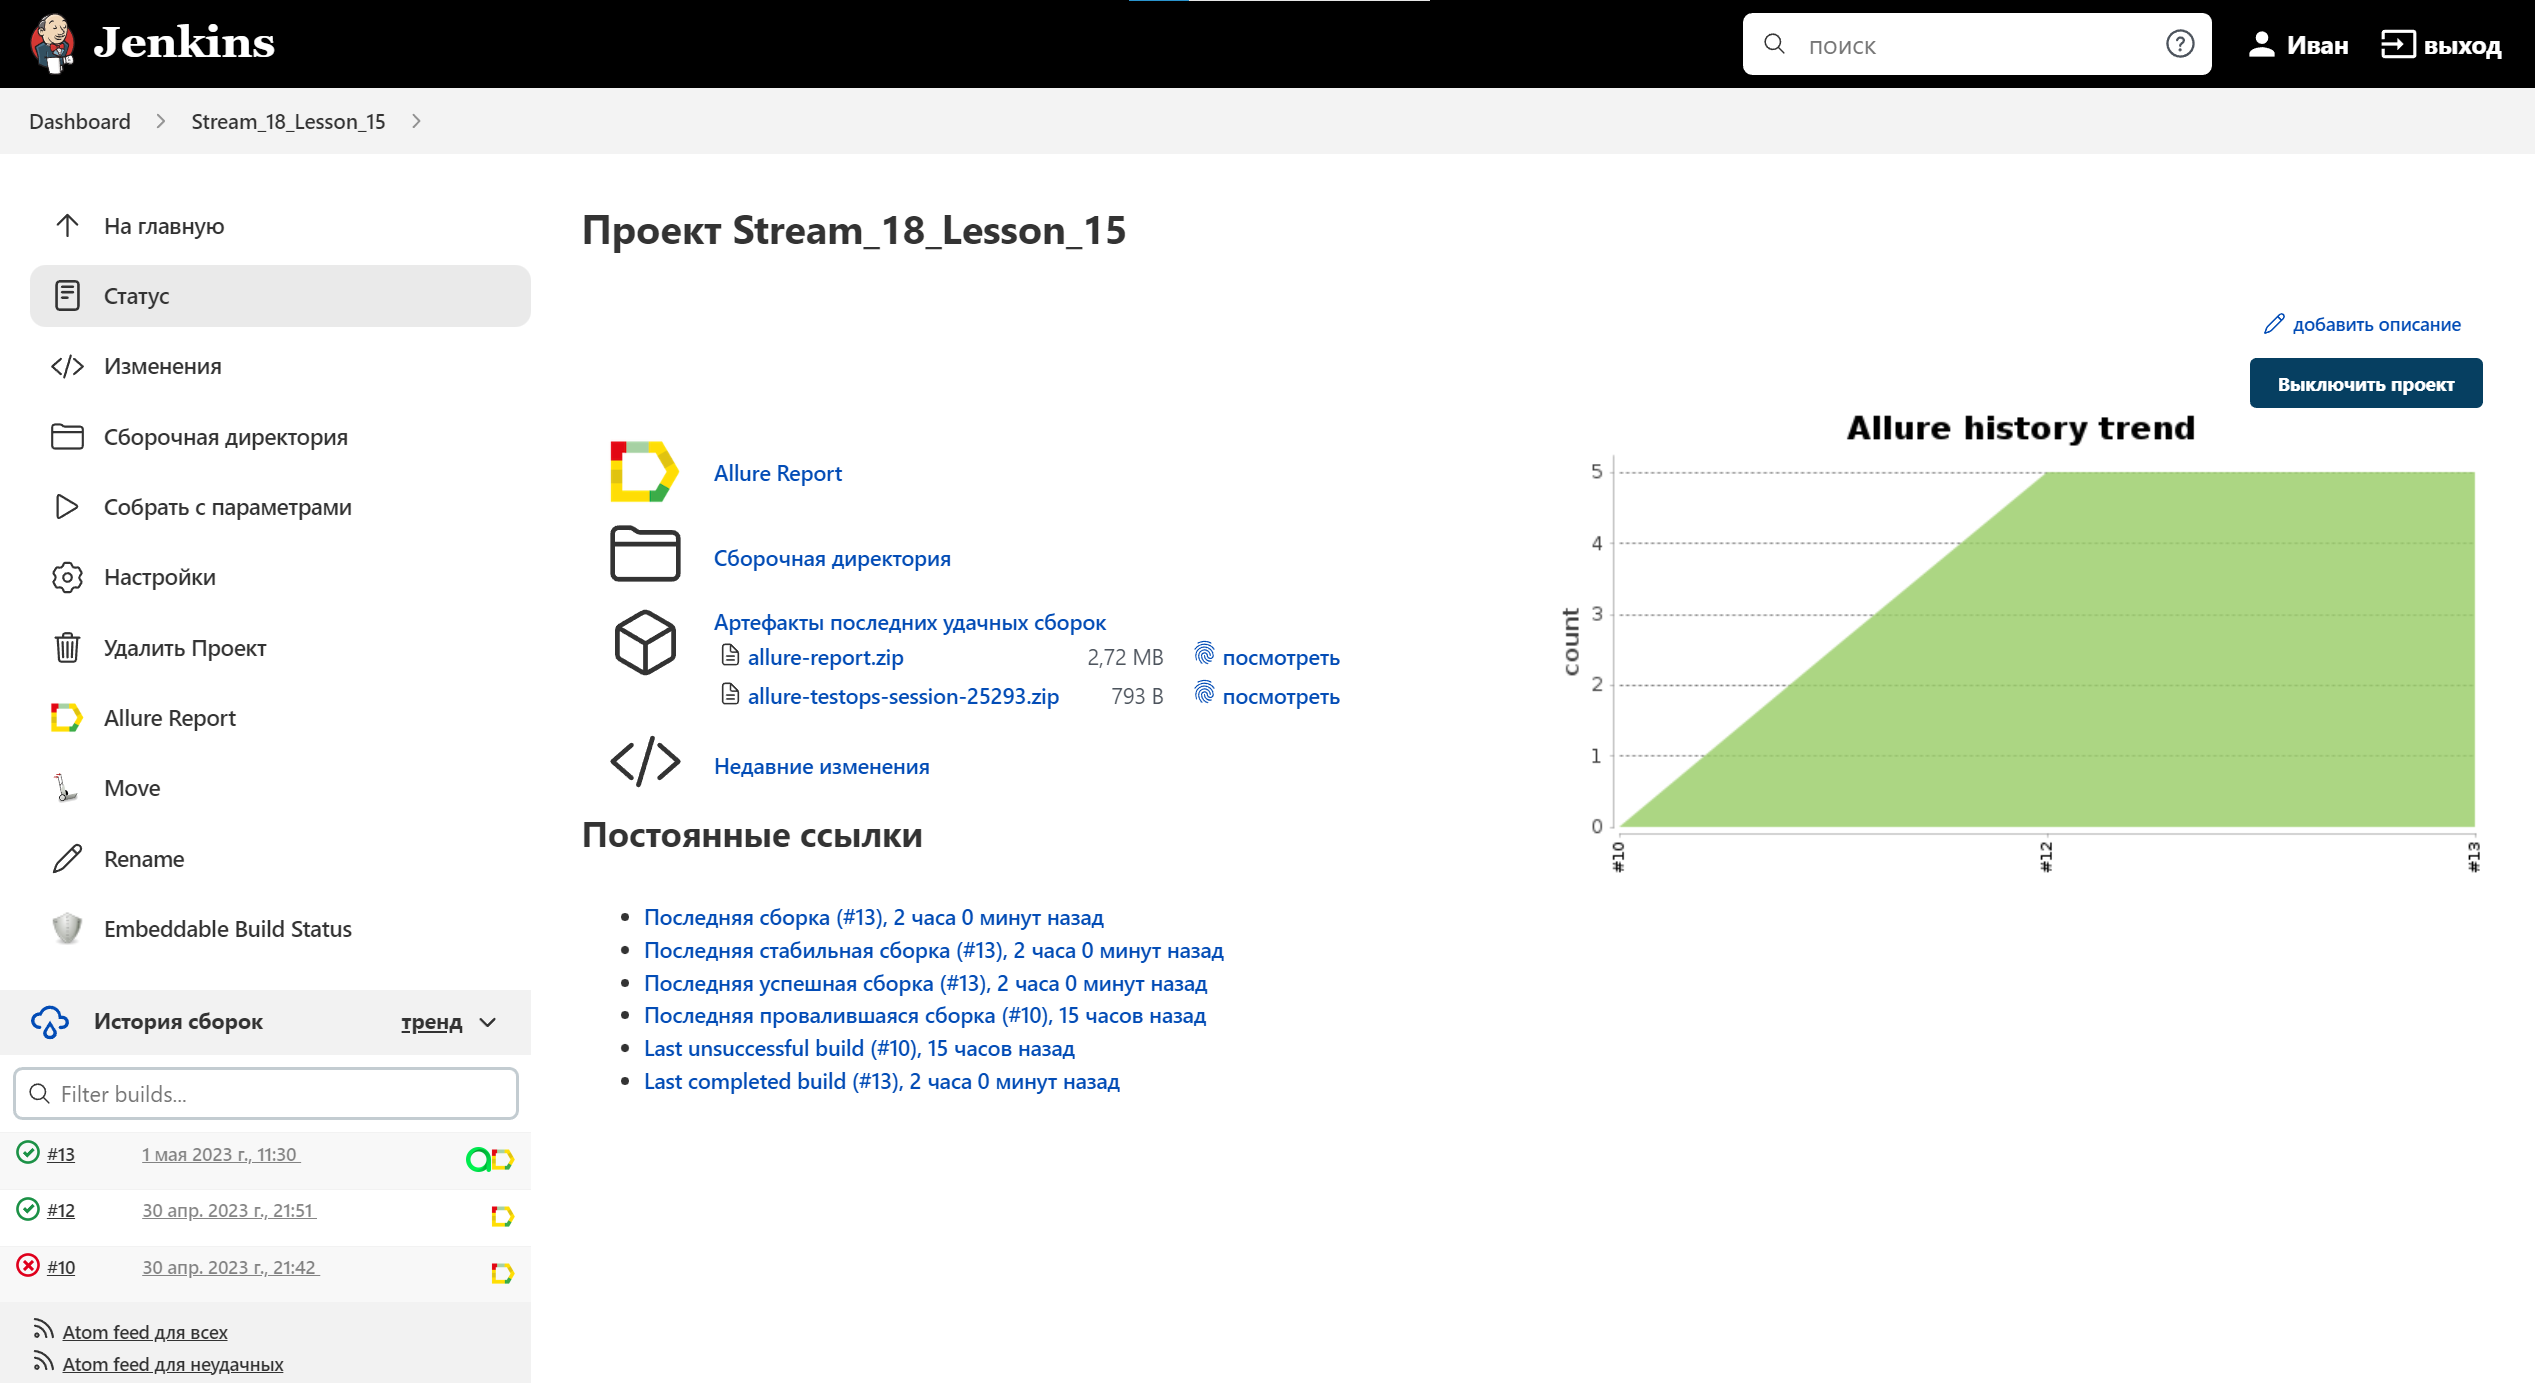 Jenkins
поиск
Иван
выход
Dashboard
Stream_18_Lesson_15
На главную
Статус
Изменения
Сборочная директория
Собрать с параметрами
Настройки
Удалить Проект
Allure Report
Move
Rename
Embeddable Build Status
История сборок
тренд
Filter builds...
#13 1 мая 2023 г., 11:30
#12 30 апр. 2023 г., 21:51
#10 30 апр. 2023 г., 21:42
Atom feed для всех
Atom feed для неудачных
Проект Stream_18_Lesson_15
добавить описание
Выключить проект
Allure Report
Сборочная директория
Артефакты последних удачных сборок
allure-report.zip 2,72 MB посмотреть
allure-testops-session-25293.zip 793 B посмотреть
Недавние изменения
Allure history trend
count
5
4
3
2
1
0
#10
#12
#13
Постоянные ссылки
Последняя сборка (#13), 2 часа 0 минут назад
Последняя стабильная сборка (#13), 2 часа 0 минут назад
Последняя успешная сборка (#13), 2 часа 0 минут назад
Последняя провалившаяся сборка (#10), 15 часов назад
Last unsuccessful build (#10), 15 часов назад
Last completed build (#13), 2 часа 0 минут назад